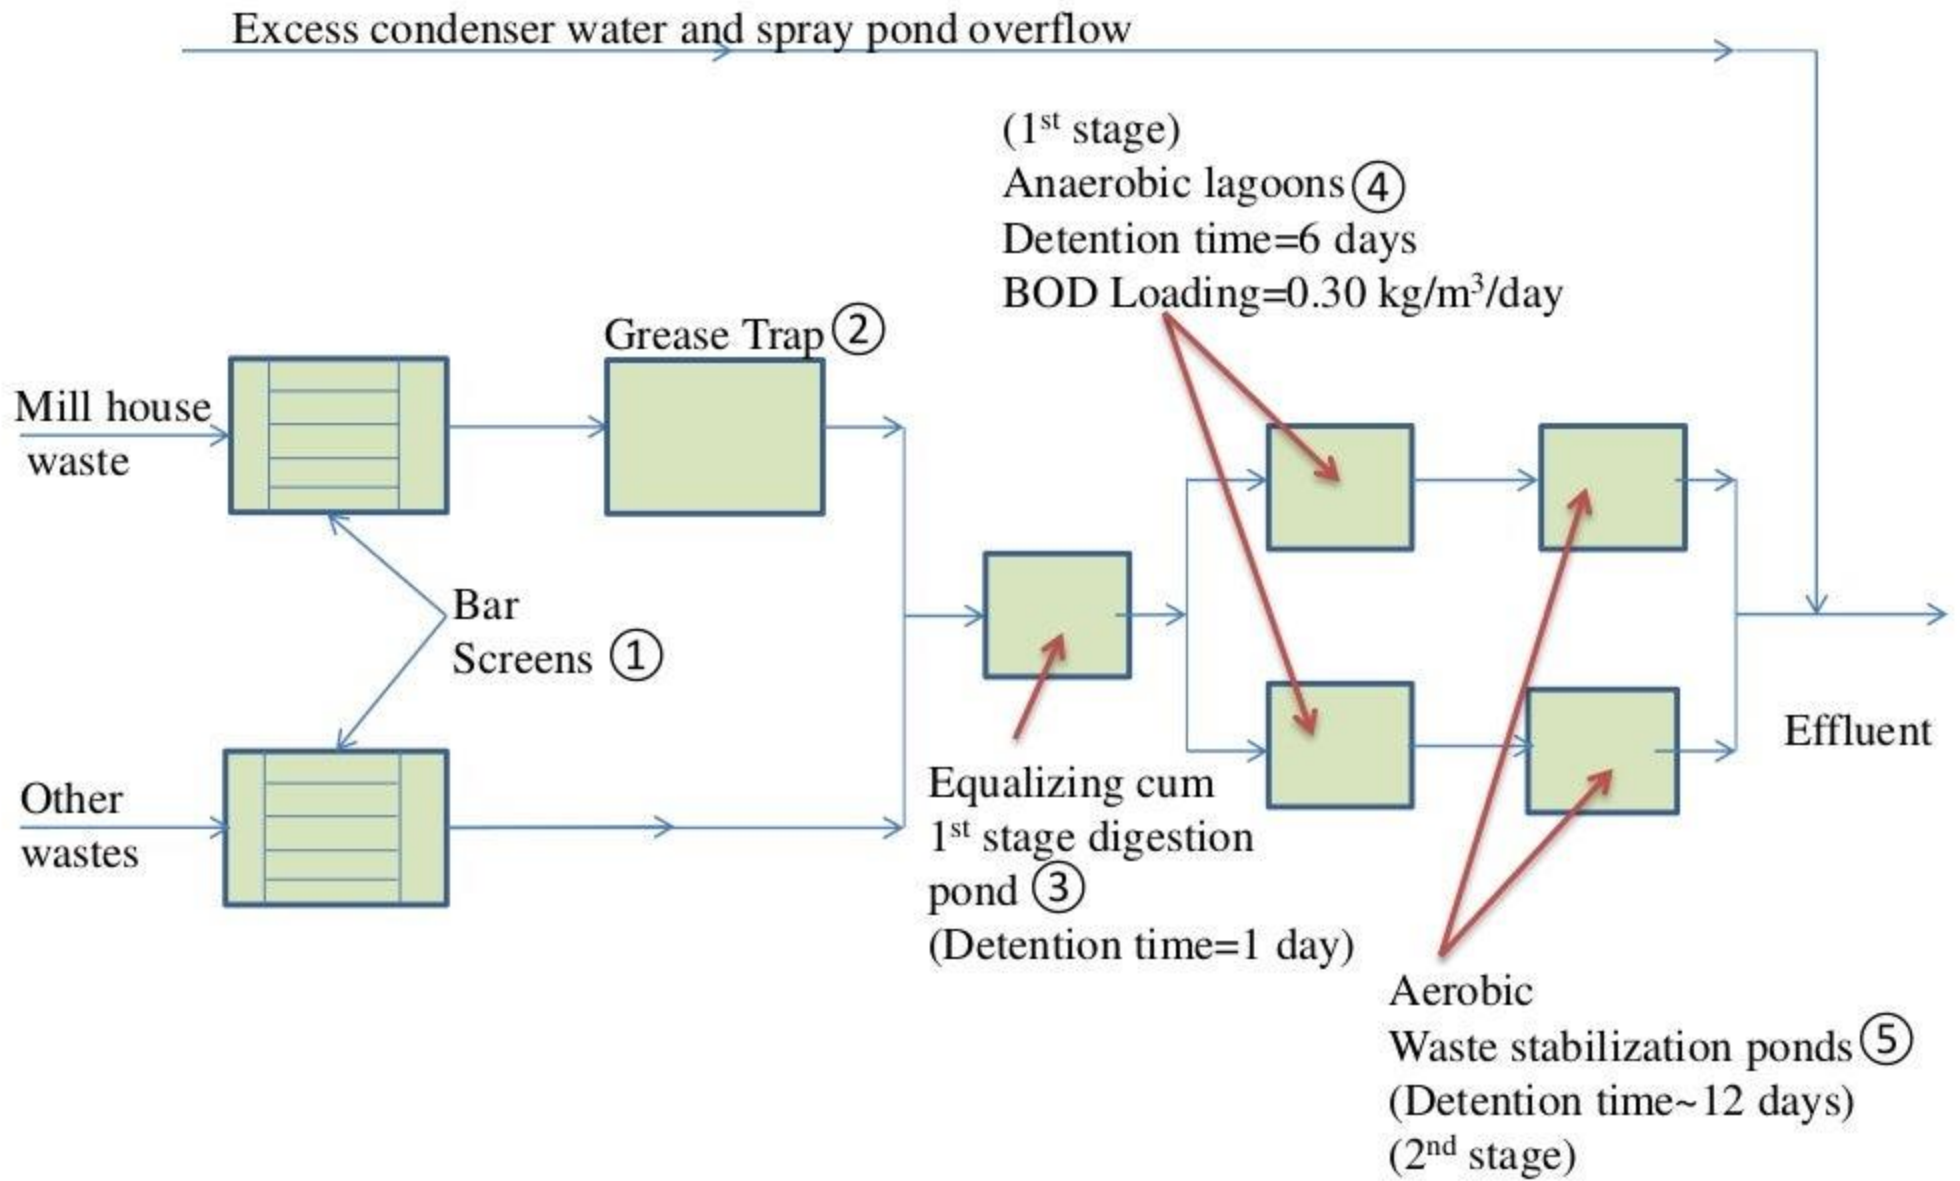 Excess condenser water and spray pond overflow
(1st stage)
Anaerobic lagoons ④
Detention time=6 days
BOD Loading=0.30 kg/m³/day
Grease Trap ②
Mill house
waste
Bar
Screens ①
Other
wastes
Equalizing cum
1st stage digestion
pond ③
(Detention time=1 day)
Effluent
Aerobic
Waste stabilization ponds ⑤
(Detention time~12 days)
(2nd stage)